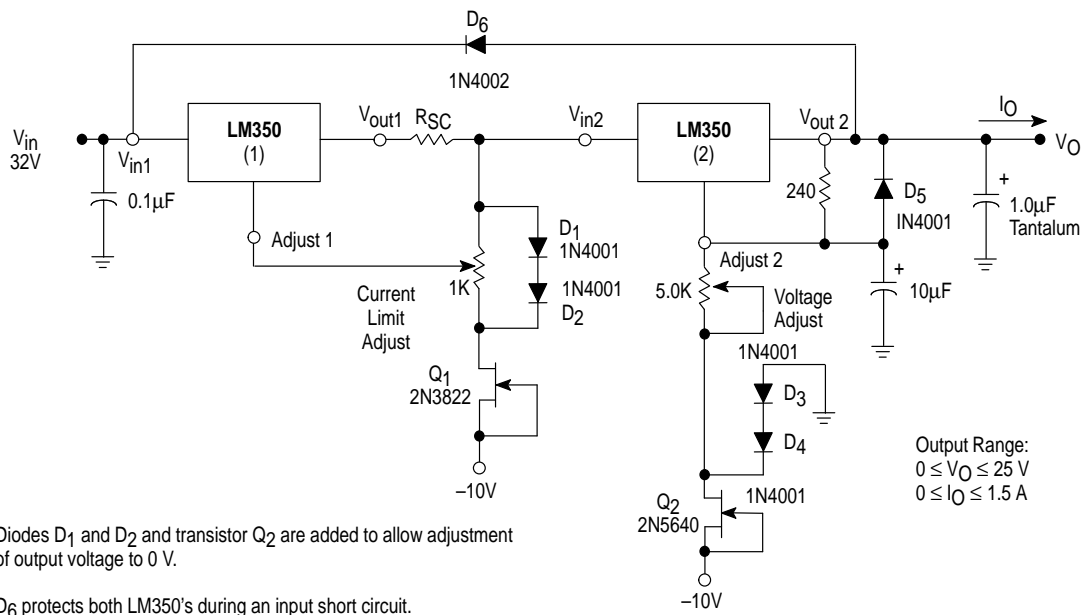 D6
1N4002
Vin
32V
Vin1
0.1µF
LM350
(1)
Vout1
RSC
Vin2
LM350
(2)
Vout 2
IO
VO
240
D5
IN4001
+
1.0µF
Tantalum
Adjust 1
1K
Current
Limit
Adjust
D1
1N4001
1N4001
D2
Adjust 2
5.0K
Voltage
Adjust
+
10µF
Q1
2N3822
–10V
1N4001
D3
D4
1N4001
Q2
2N5640
–10V
Output Range:
0 ≤ VO ≤ 25 V
0 ≤ IO ≤ 1.5 A
Diodes D1 and D2 and transistor Q2 are added to allow adjustment
of output voltage to 0 V.
D6 protects both LM350's during an input short circuit.